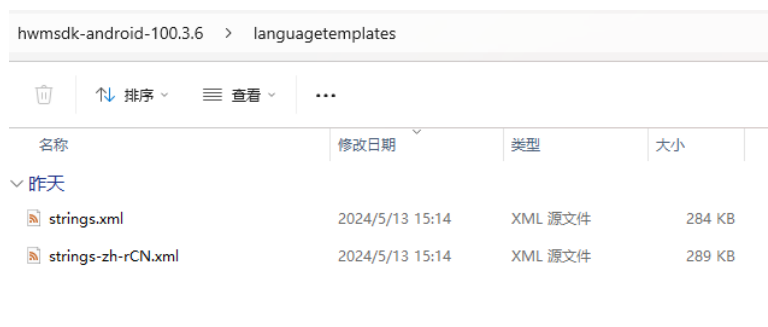 hwmsdk-android-100.3.6 > languagetemplates
排序 查看 ...
名称 修改日期 类型 大小
昨天
strings.xml 2024/5/13 15:14 XML 源文件 284 KB
strings-zh-rCN.xml 2024/5/13 15:14 XML 源文件 289 KB